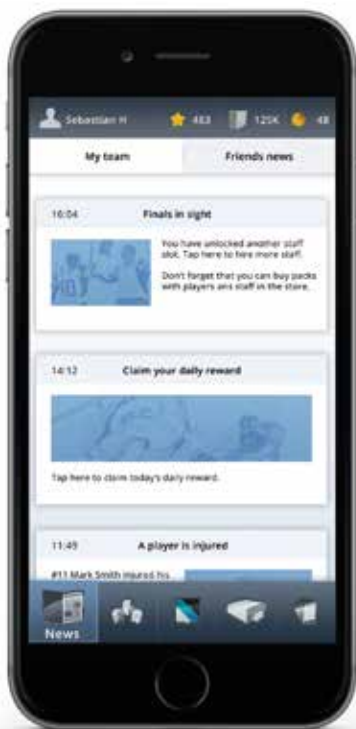 Sebastian H 483 125K 48
My team Friends news
16:04 Finals in sight
You have unlocked another staff
slot. Tap here to hire more staff.
Don't forget that you can buy packs
with players ans staff in the store.
14:12 Claim your daily reward
Tap here to claim today's daily reward.
11:49 A player is injured
#11 Mark Smith injured his
News